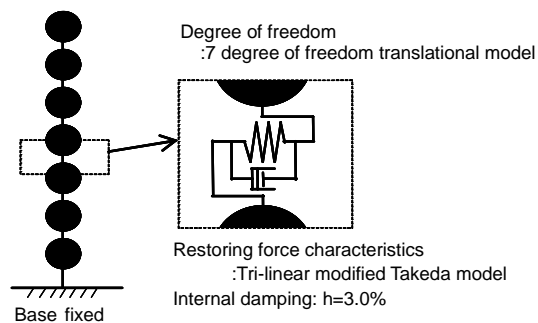 Degree of freedom
:7 degree of freedom translational model
Restoring force characteristics
:Tri-linear modified Takeda model
Internal damping: h=3.0%
Base fixed